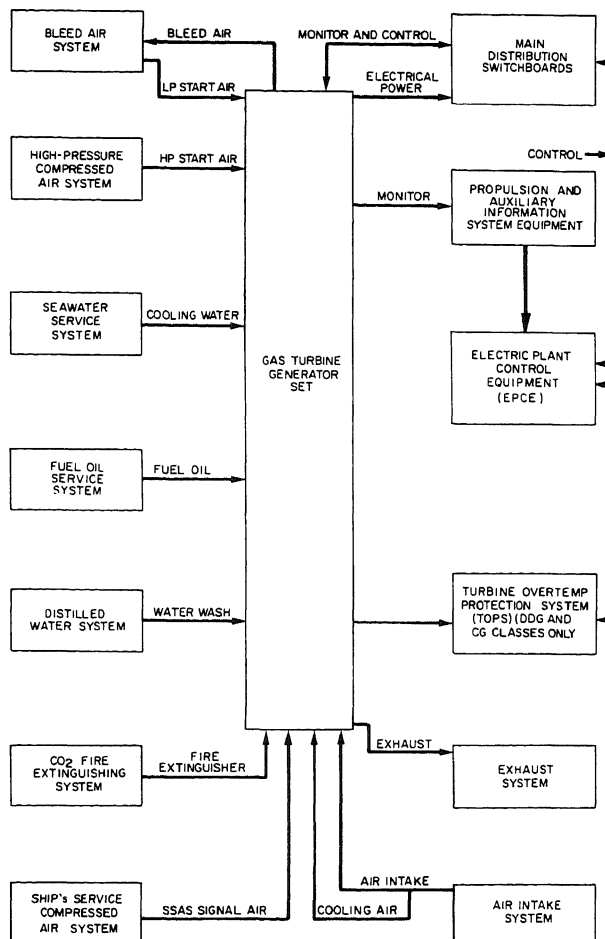 BLEED AIR
SYSTEM
BLEED AIR
LP START AIR
MONITOR AND CONTROL
ELECTRICAL
POWER
MAIN
DISTRIBUTION
SWITCHBOARDS
HIGH-PRESSURE
COMPRESSED
AIR SYSTEM
HP START AIR
CONTROL
MONITOR
PROPULSION AND
AUXILIARY
INFORMATION
SYSTEM EQUIPMENT
SEAWATER
SERVICE
SYSTEM
COOLING WATER
GAS TURBINE
GENERATOR
SET
ELECTRIC PLANT
CONTROL
EQUIPMENT
(EPCE)
FUEL OIL
SERVICE
SYSTEM
FUEL OIL
DISTILLED
WATER SYSTEM
WATER WASH
TURBINE OVERTEMP
PROTECTION SYSTEM
(TOPS) (DDG AND
CG CLASSES ONLY
CO2 FIRE
EXTINGUISHING
SYSTEM
FIRE
EXTINGUISHER
EXHAUST
EXHAUST
SYSTEM
SHIP's SERVICE
COMPRESSED
AIR SYSTEM
SSAS SIGNAL AIR
COOLING AIR
AIR INTAKE
AIR INTAKE
SYSTEM